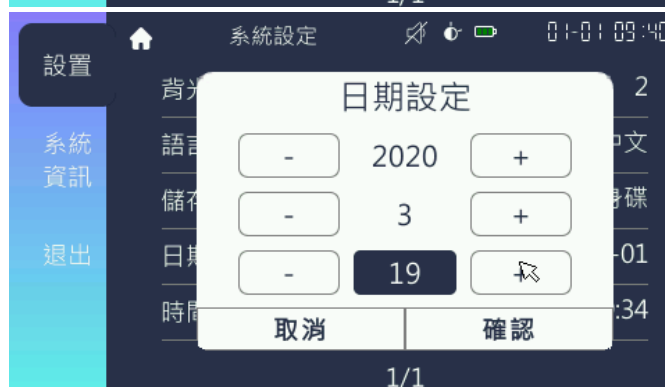 1/1
設置
系統設定
01-01 09:40
系統
資訊
退出
背光
2
語言
中文
儲存
身碟
日期
-01
時間
:34
日期設定
- 2020 +
- 3 +
- 19 +
取消
確認
1/1